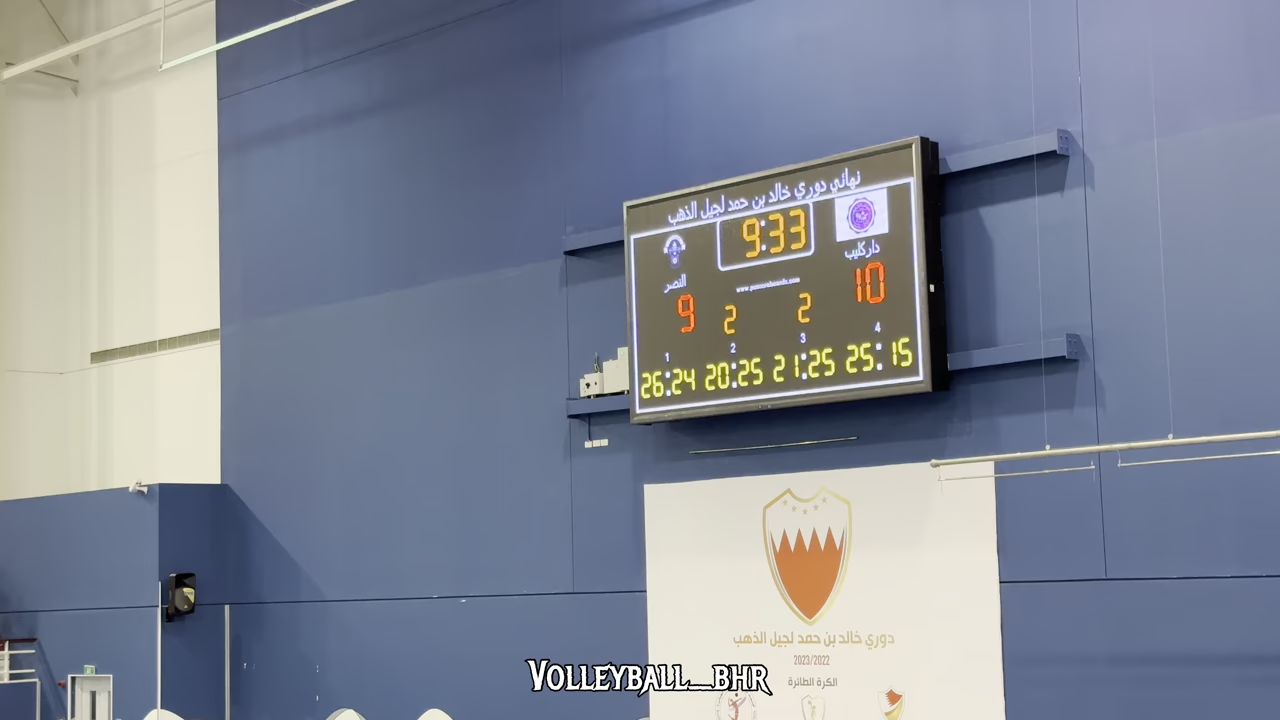 نهائي دوري خالد بن حمد لجيل الذهب
9:33
النصر
داركليب
9
2
2
10
1
2
3
4
26:24 20:25 21:25 25:15
دوري خالد بن حمد لجيل الذهب
2023/2022
الكرة الطائرة
VOLLEYBALL_BHR